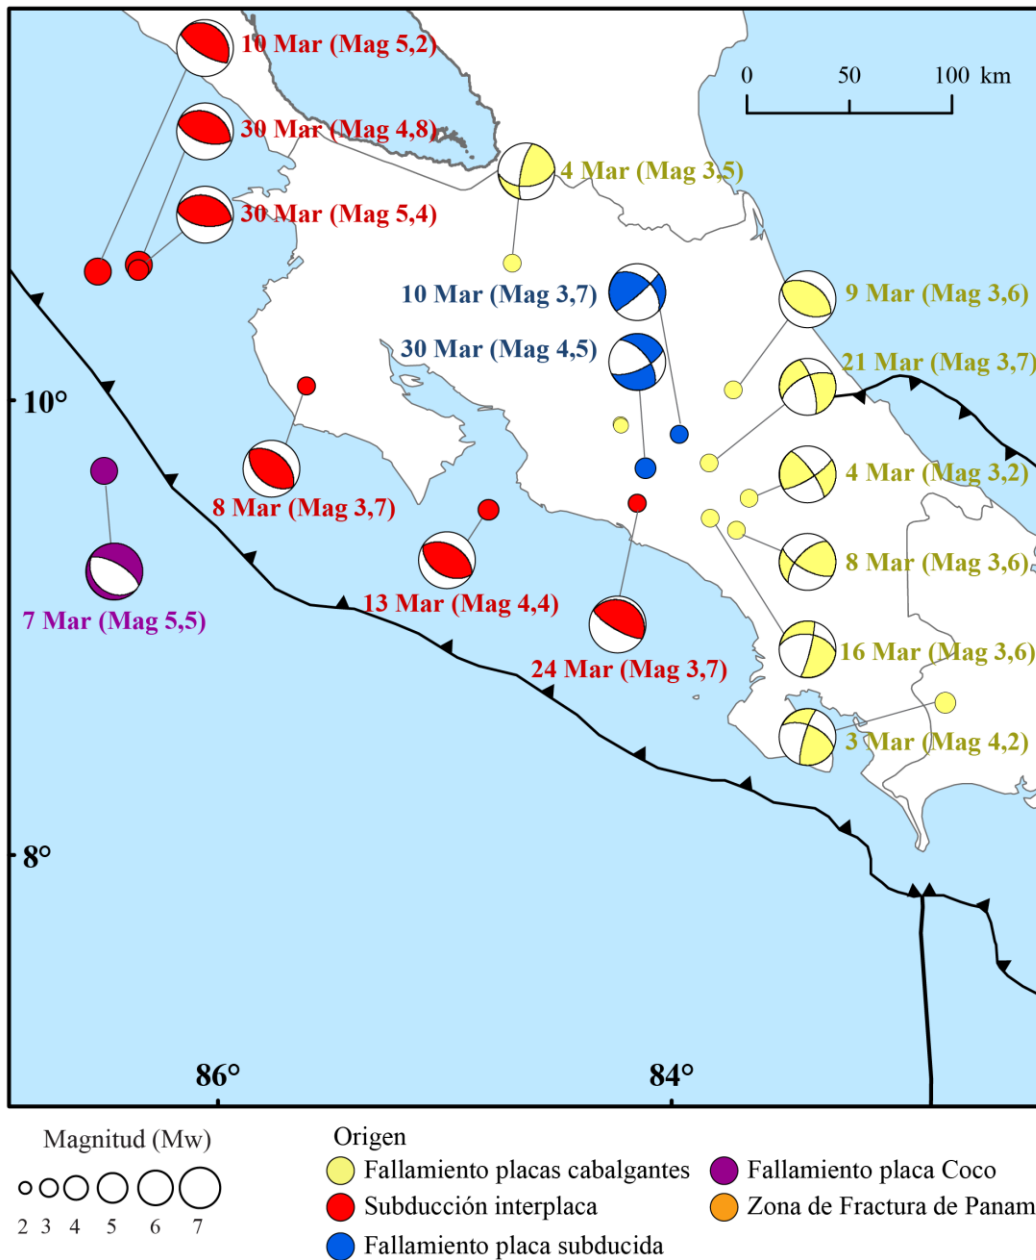 10 Mar (Mag 5,2)
0 50 100 km
30 Mar (Mag 4,8)
4 Mar (Mag 3,5)
30 Mar (Mag 5,4)
10 Mar (Mag 3,7)
9 Mar (Mag 3,6)
30 Mar (Mag 4,5)
21 Mar (Mag 3,7)
10°
4 Mar (Mag 3,2)
8 Mar (Mag 3,7)
8 Mar (Mag 3,6)
13 Mar (Mag 4,4)
7 Mar (Mag 5,5)
16 Mar (Mag 3,6)
24 Mar (Mag 3,7)
3 Mar (Mag 4,2)
8°
86°
84°
Magnitud (Mw)
2 3 4 5 6 7
Origen
Fallamiento placas cabalgantes
Subducción interplaca
Fallamiento placa subducida
Fallamiento placa Coco
Zona de Fractura de Panam